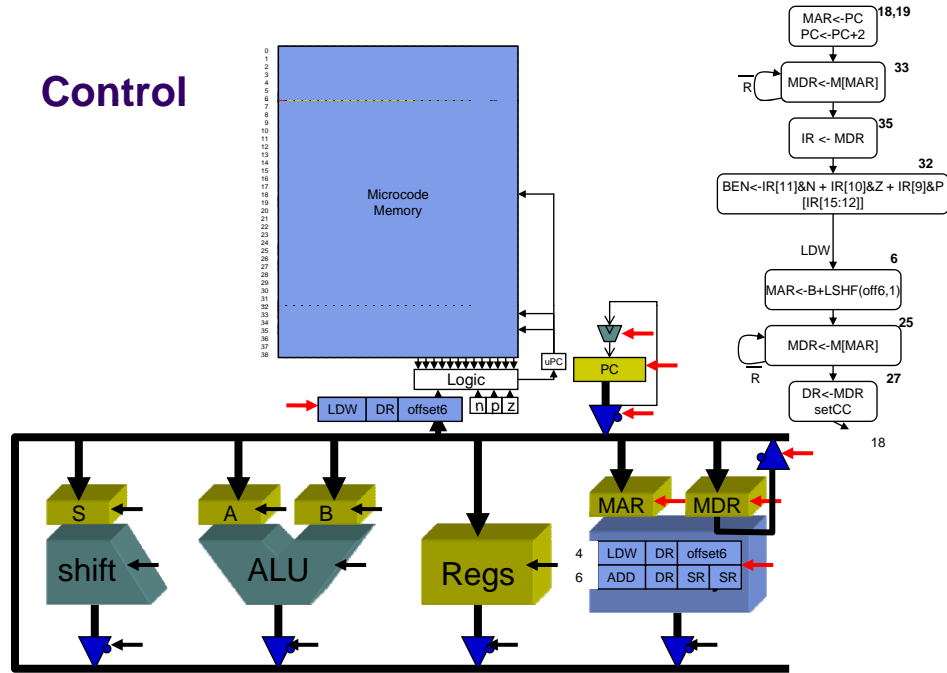 Control
0
1
2
3
4
5
6
7
8
9
10
11
12
13
14
15
16
17
18
19
20
21
22
23
24
25
26
27
28
29
30
31
32
33
34
35
36
37
38
Microcode
Memory
uPC
Logic
n p z
LDW DR offset6
PC
MAR<-PC
PC<-PC+2
18,19
33
MDR<-M[MAR]
R
35
IR <- MDR
32
BEN<-IR[11]&N + IR[10]&Z + IR[9]&P
[IR[15:12]]
LDW
6
MAR<-B+LSHF(off6,1)
25
MDR<-M[MAR]
R
27
DR<-MDR
setCC
18
S
A
B
MAR
MDR
shift
ALU
Regs
4 LDW DR offset6
6 ADD DR SR SR